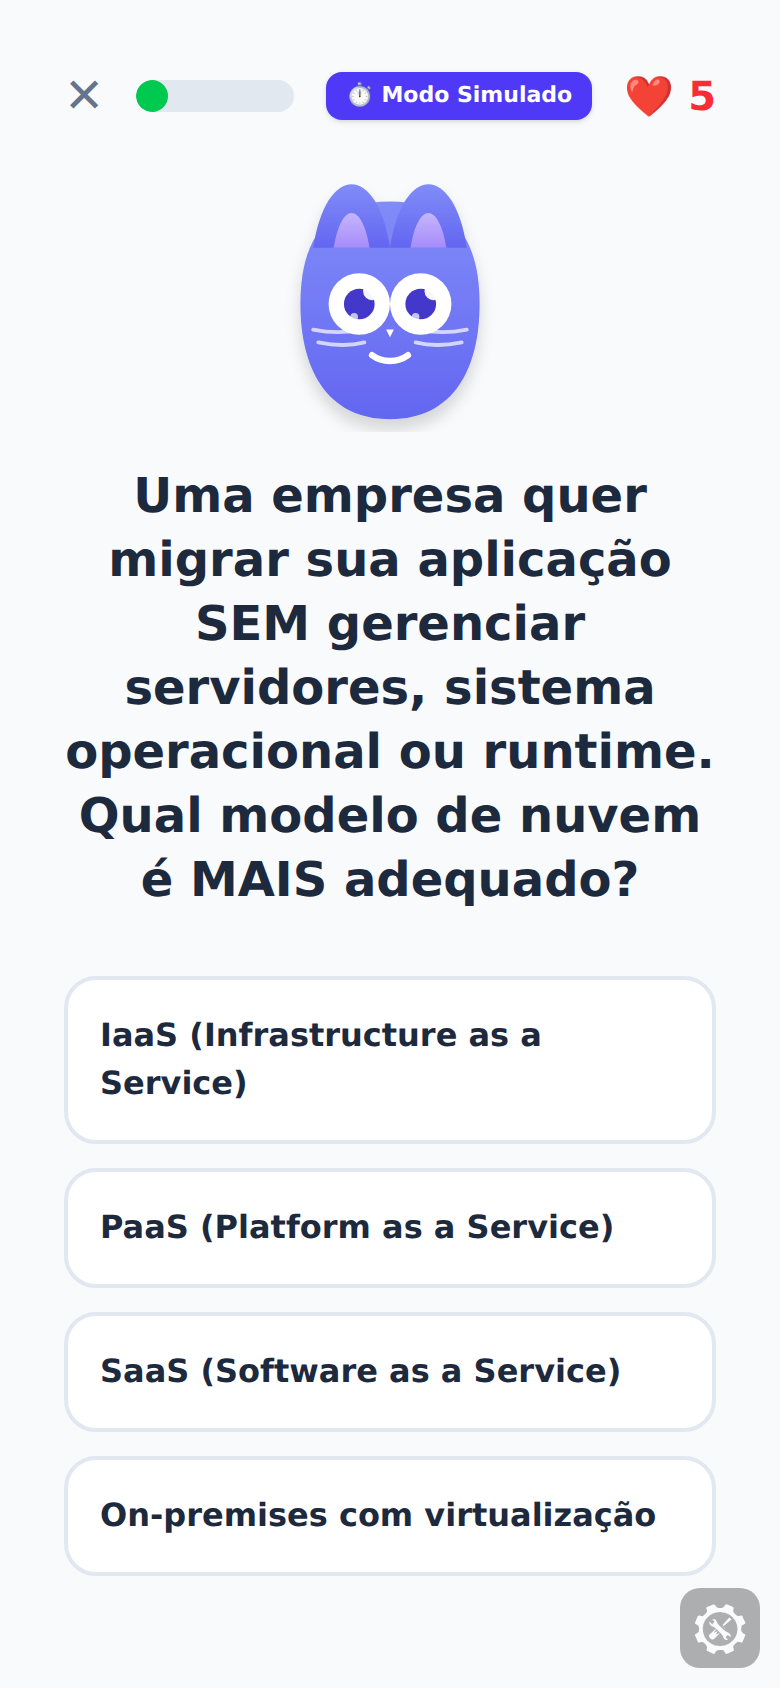 ✕
⏱️ Modo Simulado
❤️ 5
Uma empresa quer
migrar sua aplicação
SEM gerenciar
servidores, sistema
operacional ou runtime.
Qual modelo de nuvem
é MAIS adequado?
IaaS (Infrastructure as a
Service)
PaaS (Platform as a Service)
SaaS (Software as a Service)
On-premises com virtualização